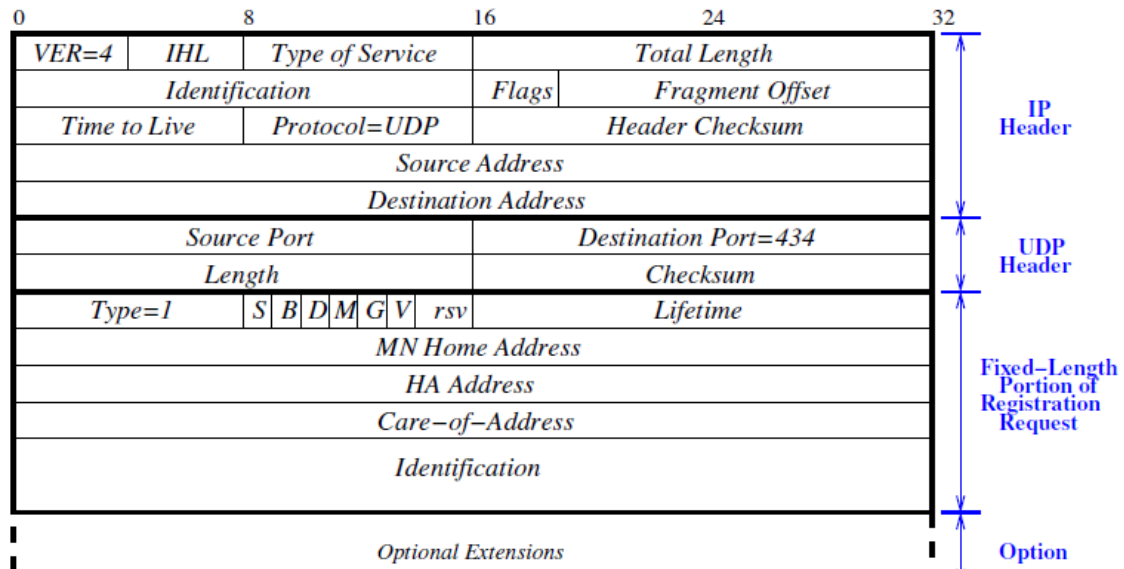 0 8 16 24 32
VER=4 IHL Type of Service Total Length
Identification Flags Fragment Offset
Time to Live Protocol=UDP Header Checksum
Source Address
Destination Address
IP
Header
Source Port Destination Port=434
Length Checksum
UDP
Header
Type=1 S B D M G V rsv Lifetime
MN Home Address
HA Address
Care-of-Address
Identification
Fixed-Length
Portion of
Registration
Request
Optional Extensions
Option